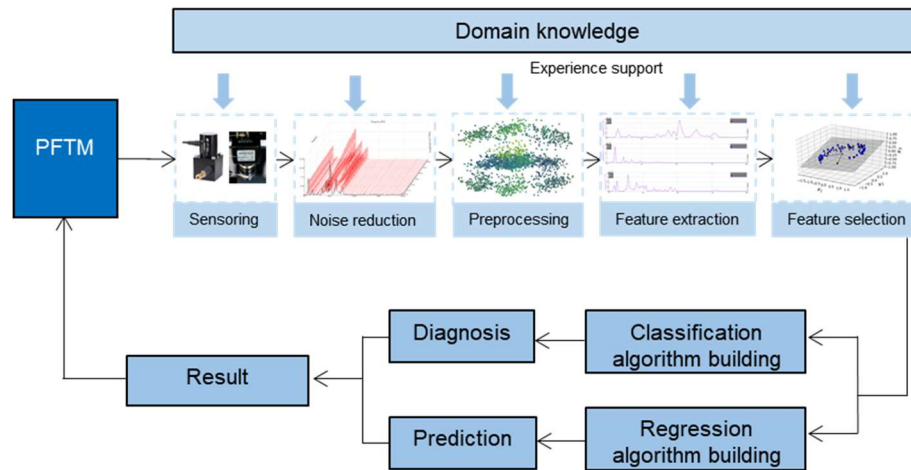 Domain knowledge
Experience support
PFTM
Sensoring
Noise reduction
Preprocessing
Feature extraction
Feature selection
Diagnosis
Classification
algorithm building
Result
Prediction
Regression
algorithm building